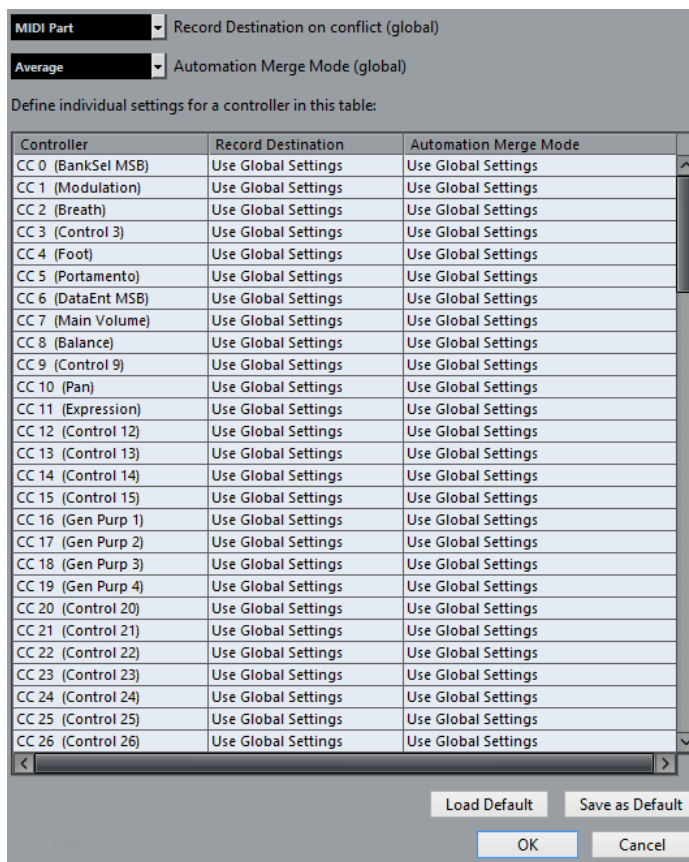 MIDI Part Record Destination on conflict (global)
Average Automation Merge Mode (global)
Define individual settings for a controller in this table:
Controller Record Destination Automation Merge Mode
CC 0 (BankSel MSB) Use Global Settings Use Global Settings
CC 1 (Modulation) Use Global Settings Use Global Settings
CC 2 (Breath) Use Global Settings Use Global Settings
CC 3 (Control 3) Use Global Settings Use Global Settings
CC 4 (Foot) Use Global Settings Use Global Settings
CC 5 (Portamento) Use Global Settings Use Global Settings
CC 6 (DataEnt MSB) Use Global Settings Use Global Settings
CC 7 (Main Volume) Use Global Settings Use Global Settings
CC 8 (Balance) Use Global Settings Use Global Settings
CC 9 (Control 9) Use Global Settings Use Global Settings
CC 10 (Pan) Use Global Settings Use Global Settings
CC 11 (Expression) Use Global Settings Use Global Settings
CC 12 (Control 12) Use Global Settings Use Global Settings
CC 13 (Control 13) Use Global Settings Use Global Settings
CC 14 (Control 14) Use Global Settings Use Global Settings
CC 15 (Control 15) Use Global Settings Use Global Settings
CC 16 (Gen Purp 1) Use Global Settings Use Global Settings
CC 17 (Gen Purp 2) Use Global Settings Use Global Settings
CC 18 (Gen Purp 3) Use Global Settings Use Global Settings
CC 19 (Gen Purp 4) Use Global Settings Use Global Settings
CC 20 (Control 20) Use Global Settings Use Global Settings
CC 21 (Control 21) Use Global Settings Use Global Settings
CC 22 (Control 22) Use Global Settings Use Global Settings
CC 23 (Control 23) Use Global Settings Use Global Settings
CC 24 (Control 24) Use Global Settings Use Global Settings
CC 25 (Control 25) Use Global Settings Use Global Settings
CC 26 (Control 26) Use Global Settings Use Global Settings
Load Default Save as Default
OK Cancel